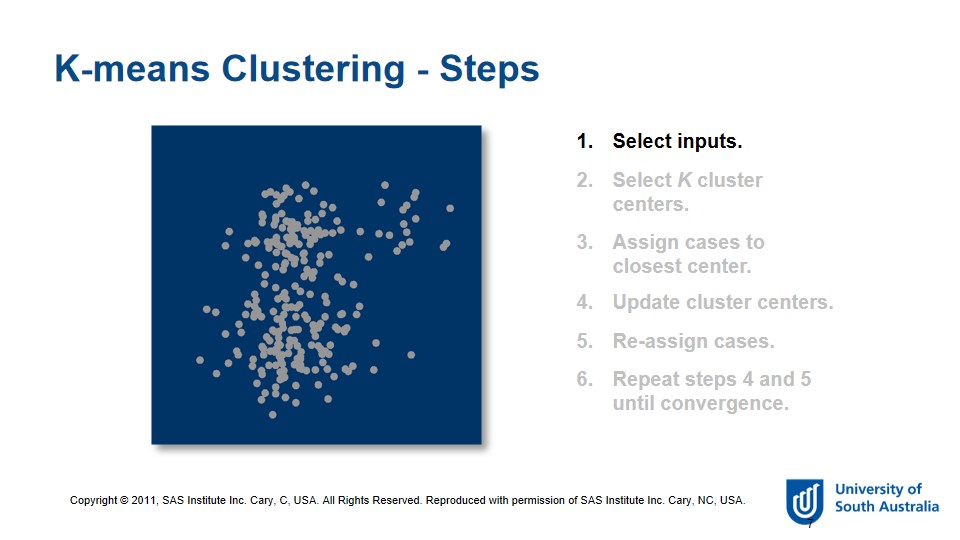 K-means Clustering - Steps
1. Select inputs.
2. Select K cluster
centers.
3. Assign cases to
closest center.
4. Update cluster centers.
5. Re-assign cases.
6. Repeat steps 4 and 5
until convergence.
Copyright © 2011, SAS Institute Inc. Cary, C, USA. All Rights Reserved. Reproduced with permission of SAS Institute Inc. Cary, NC, USA.
University of
South Australia
7